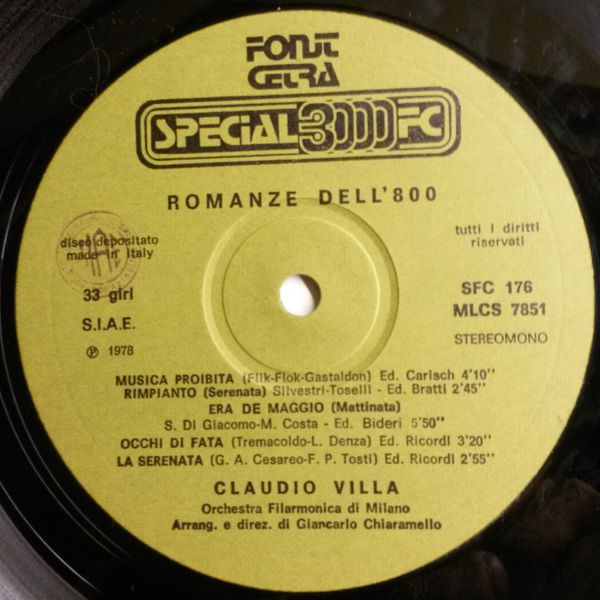 FONIT
CETRA
SPECIAL 3000 FC
ROMANZE DELL'800
disco depositato
made in Italy
tutti i diritti
riservati
33 giri
S.I.A.E.
℗ 1978
SFC 176
MLCS 7851
STEREOMONO
MUSICA PROIBITA (Flik-Flok-Gastaldon) Ed. Carisch 4'10"
RIMPIANTO (Serenata) Silvestri-Toselli - Ed. Bratti 2'45"
ERA DE MAGGIO (Mattinata)
S. Di Giacomo-M. Costa - Ed. Bideri 5'50"
OCCHI DI FATA (Tremacoldo-L. Denza) Ed. Ricordi 3'20"
LA SERENATA (G. A. Cesareo-F. P. Tosti) Ed. Ricordi 2'55"
CLAUDIO VILLA
Orchestra Filarmonica di Milano
Arrang. e direz. di Giancarlo Chiaramello